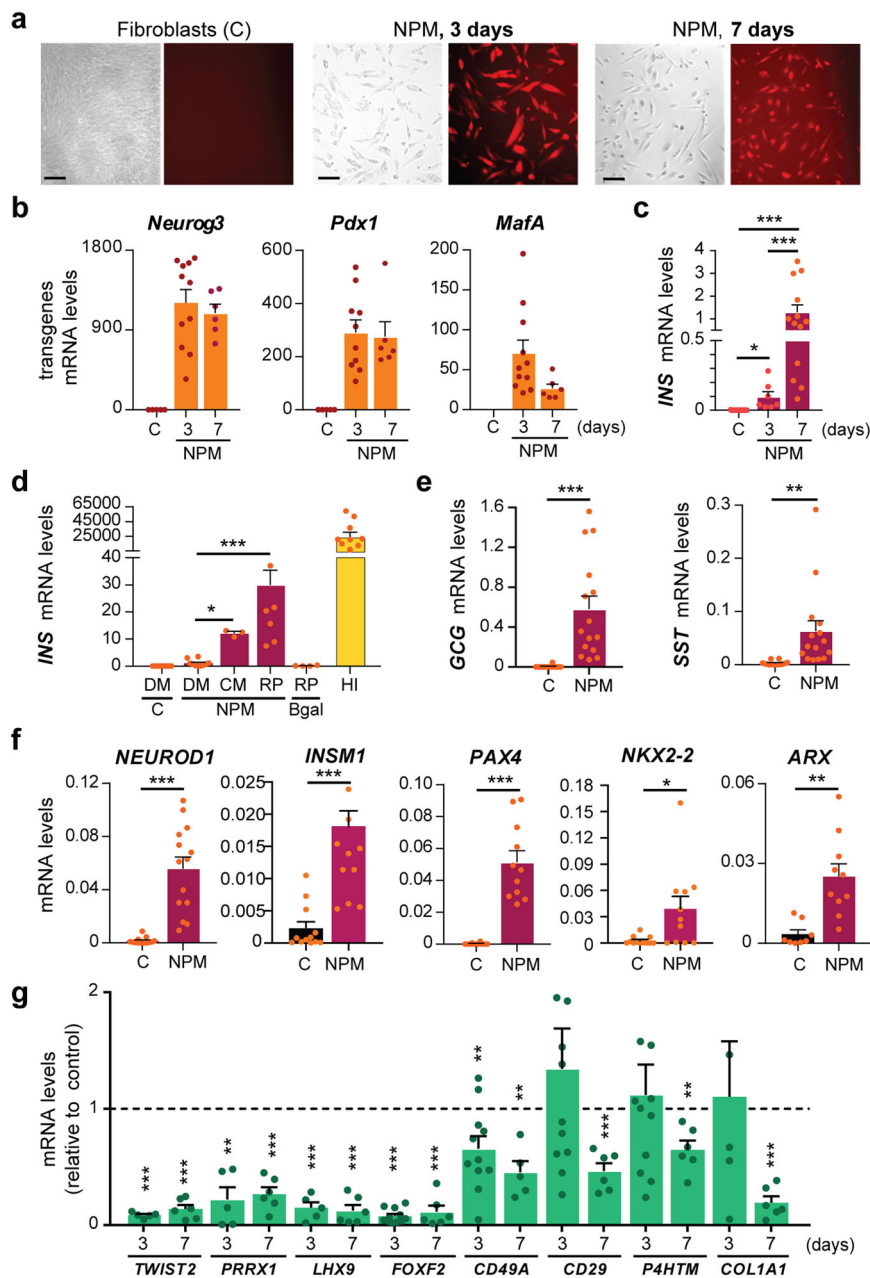 a
Fibroblasts (C)
NPM, 3 days
NPM, 7 days
b
Neurog3
Pdx1
MafA
transgenes
mRNA levels
1800
900
0
600
400
200
0
200
150
100
50
0
C 3 7
NPM
C 3 7
NPM
C 3 7 (days)
NPM
c
***
***
*
INS mRNA levels
4
3
2
1
0.5
0
C 3 7 (days)
NPM
d
INS mRNA levels
65000
45000
25000
40
30
20
10
0
***
*
DM DM CM RP RP HI
C NPM Bgal
e
***
GCG mRNA levels
1.6
1.2
0.8
0.4
0
C NPM
**
SST mRNA levels
0.3
0.2
0.1
0
C NPM
f
mRNA levels
NEUROD1
***
0.12
0.08
0.04
0
C NPM
INSM1
***
0.025
0.020
0.015
0.010
0.005
0
C NPM
PAX4
***
0.10
0.08
0.06
0.04
0.02
0
C NPM
NKX2-2
*
0.18
0.15
0.12
0.09
0.06
0.03
0
C NPM
ARX
**
0.06
0.03
0
C NPM
g
mRNA levels
(relative to control)
2
1
0
*** *** ** *** *** *** *** *** ** ** *** ** ***
3 7 3 7 3 7 3 7 3 7 3 7 3 7 3 7 (days)
TWIST2 PRRX1 LHX9 FOXF2 CD49A CD29 P4HTM COL1A1